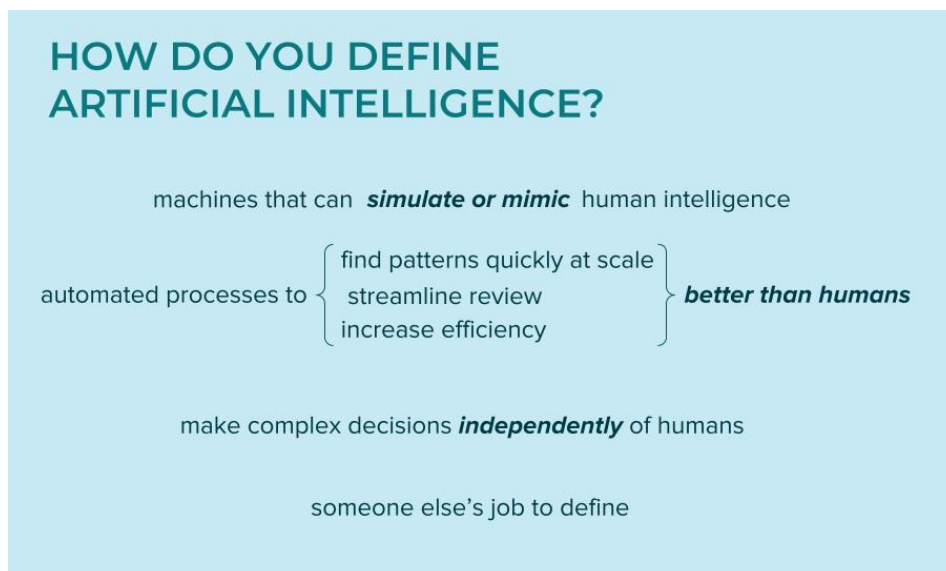 HOW DO YOU DEFINE
ARTIFICIAL INTELLIGENCE?
machines that can simulate or mimic human intelligence
automated processes to
find patterns quickly at scale
streamline review
increase efficiency
better than humans
make complex decisions independently of humans
someone else’s job to define